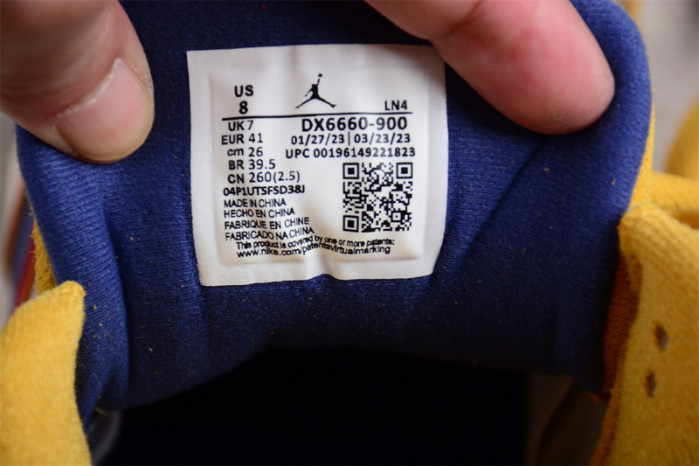 US
8
LN4
UK 7
DX6660-900
EUR 41
01/27/23 | 03/23/23
cm 26
UPC 00196149221823
BR 39.5
CN 260(2.5)
04P1UTSFSD38J
MADE IN CHINA
HECHO EN CHINA
FABRIQUE EN CHINE
FABRICADO NA CHINA
This product is covered by one or more patents:
www.nike.com/patentsvirtualmarking